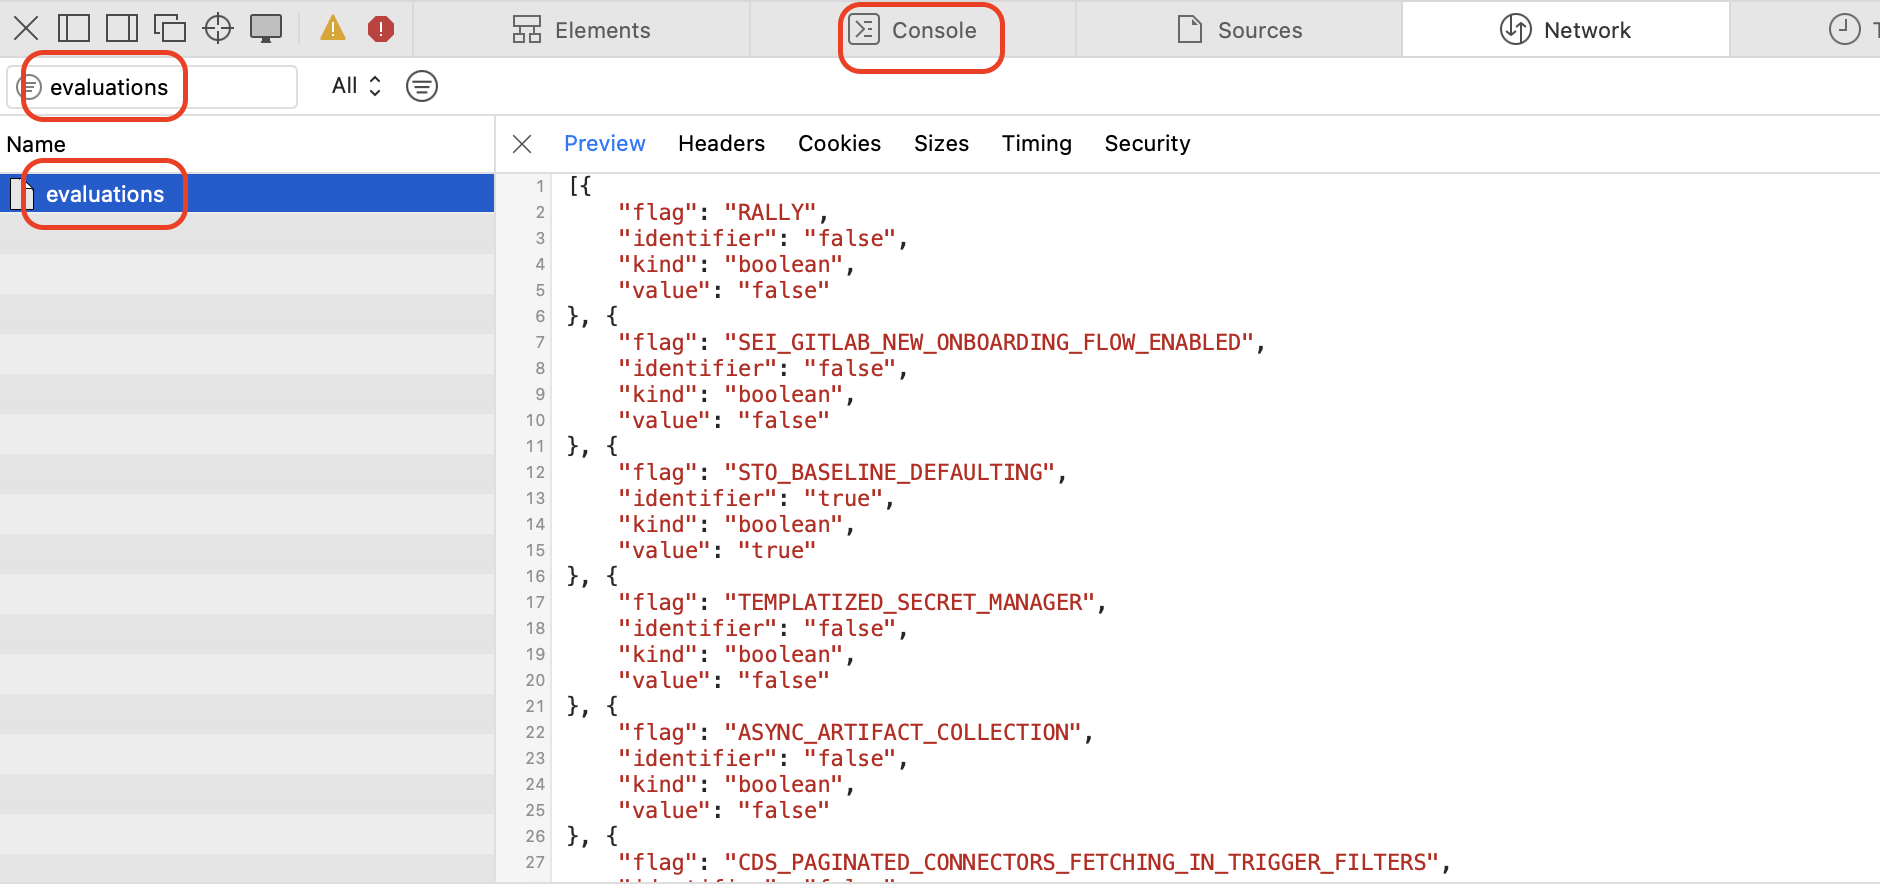 Elements
Console
Sources
Network
T
evaluations
All
Name
Preview
Headers
Cookies
Sizes
Timing
Security
evaluations
1 [{
2 "flag": "RALLY",
3 "identifier": "false",
4 "kind": "boolean",
5 "value": "false"
6 }, {
7 "flag": "SEI_GITLAB_NEW_ONBOARDING_FLOW_ENABLED",
8 "identifier": "false",
9 "kind": "boolean",
10 "value": "false"
11 }, {
12 "flag": "STO_BASELINE_DEFAULTING",
13 "identifier": "true",
14 "kind": "boolean",
15 "value": "true"
16 }, {
17 "flag": "TEMPLATIZED_SECRET_MANAGER",
18 "identifier": "false",
19 "kind": "boolean",
20 "value": "false"
21 }, {
22 "flag": "ASYNC_ARTIFACT_COLLECTION",
23 "identifier": "false",
24 "kind": "boolean",
25 "value": "false"
26 }, {
27 "flag": "CDS_PAGINATED_CONNECTORS_FETCHING_IN_TRIGGER_FILTERS",